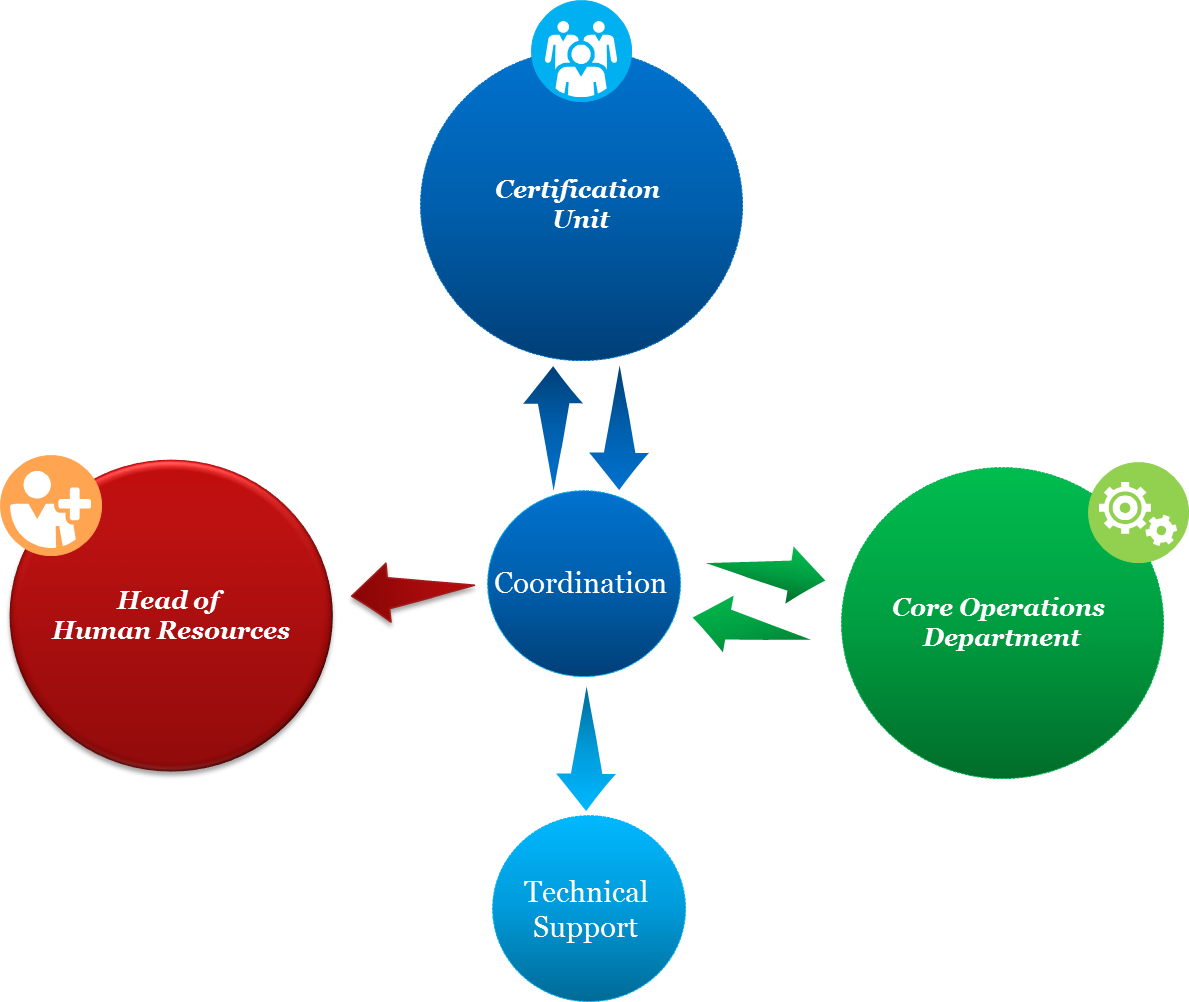 Certification
Unit
Coordination
Head of
Human Resources
Core Operations
Department
Technical
Support